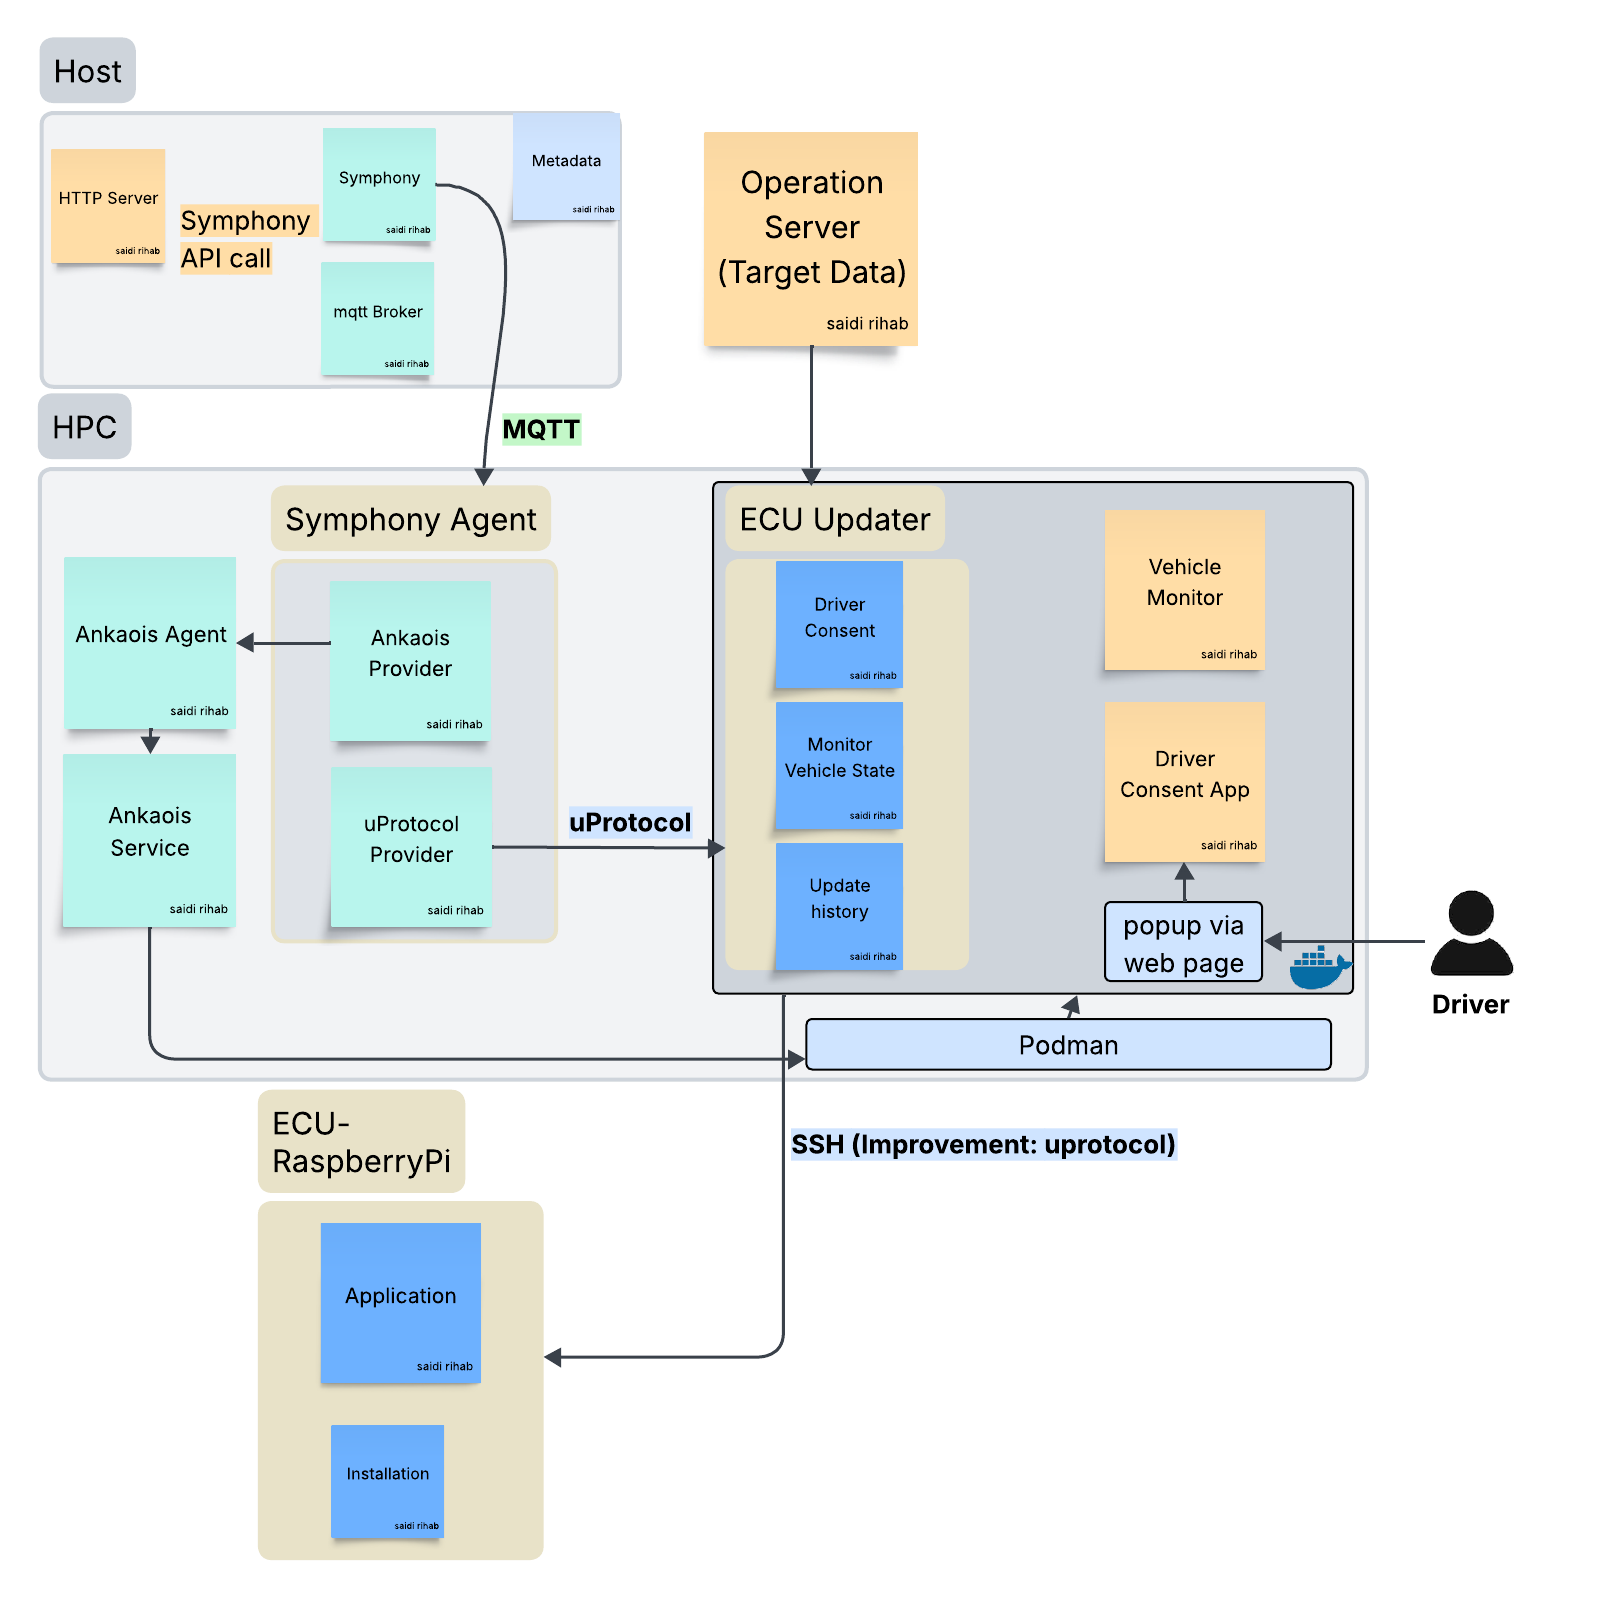 Host
HTTP Server
saidi rihab
Symphony
API call
Symphony
saidi rihab
Metadata
saidi rihab
mqtt Broker
saidi rihab
Operation
Server
(Target Data)
saidi rihab
HPC
MQTT
Symphony Agent
Ankaois Agent
saidi rihab
Ankaois
Provider
saidi rihab
Ankaois
Service
saidi rihab
uProtocol
Provider
saidi rihab
uProtocol
ECU Updater
Driver
Consent
saidi rihab
Monitor
Vehicle State
saidi rihab
Update
history
saidi rihab
Vehicle
Monitor
saidi rihab
Driver
Consent App
saidi rihab
popup via
web page
Driver
Podman
ECU-
RaspberryPi
SSH (Improvement: uprotocol)
Application
saidi rihab
Installation
saidi rihab